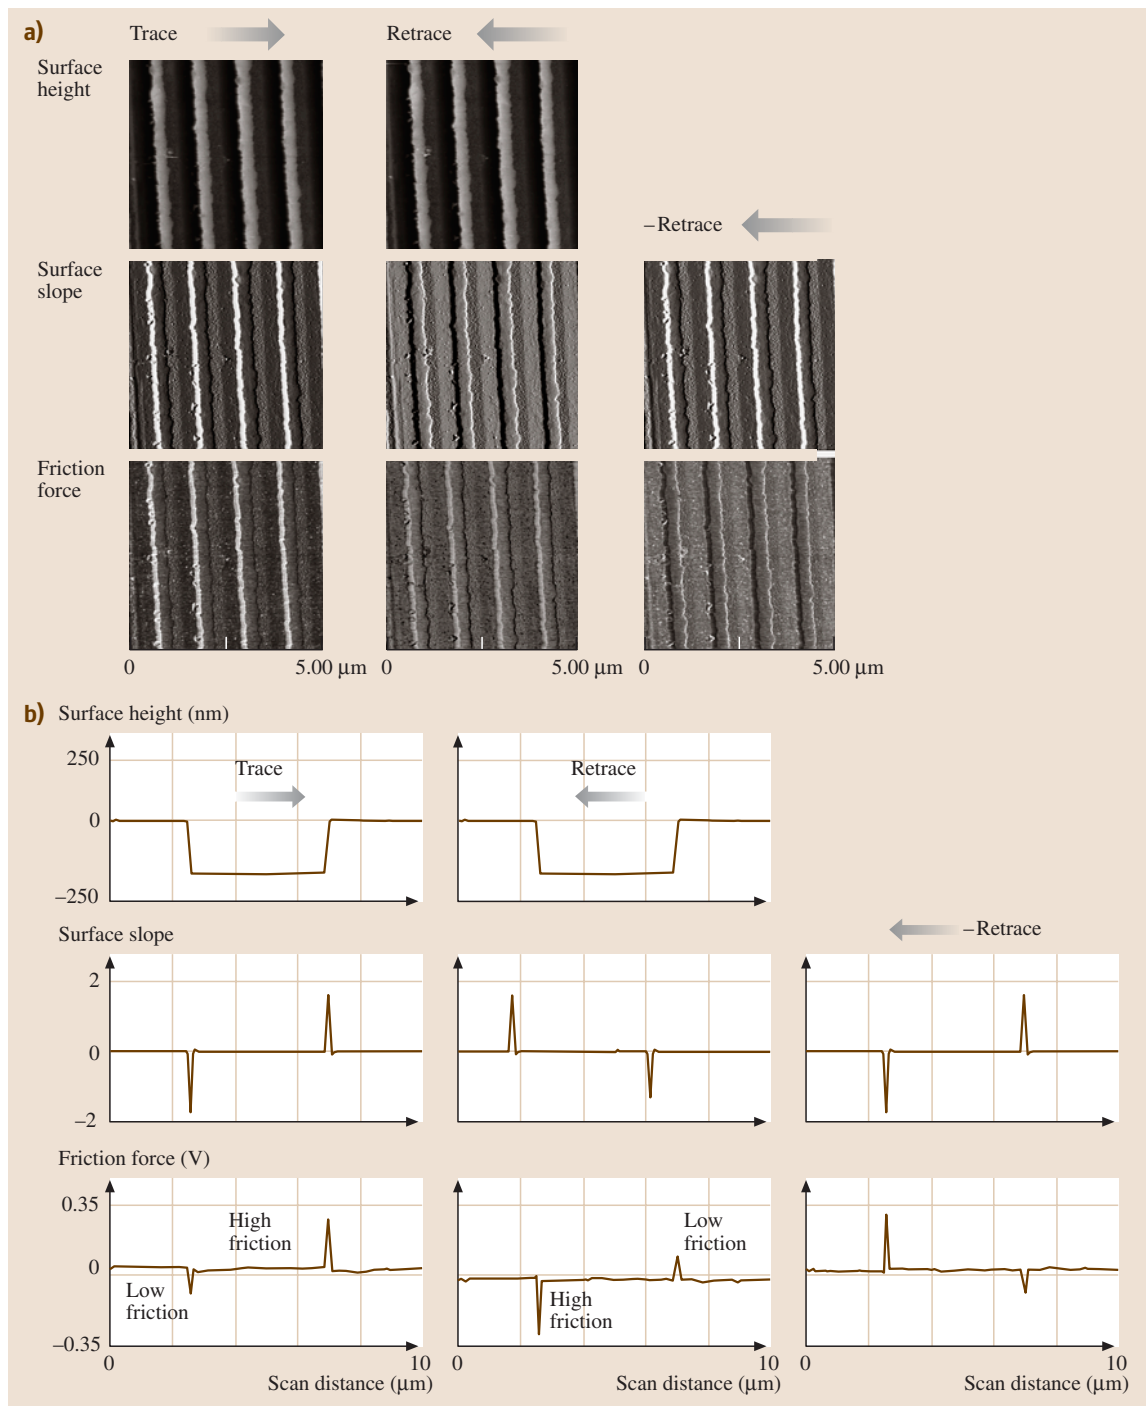 a)
Trace
Retrace
Surface
height
– Retrace
Surface
slope
Friction
force
0
5.00 μm
0
5.00 μm
0
5.00 μm
b)
Surface height (nm)
250
0
–250
Trace
Retrace
– Retrace
Surface slope
2
0
–2
Friction force (V)
0.35
0
–0.35
High
friction
Low
friction
Low
friction
High
friction
0
10
0
10
0
10
Scan distance (μm)
Scan distance (μm)
Scan distance (μm)